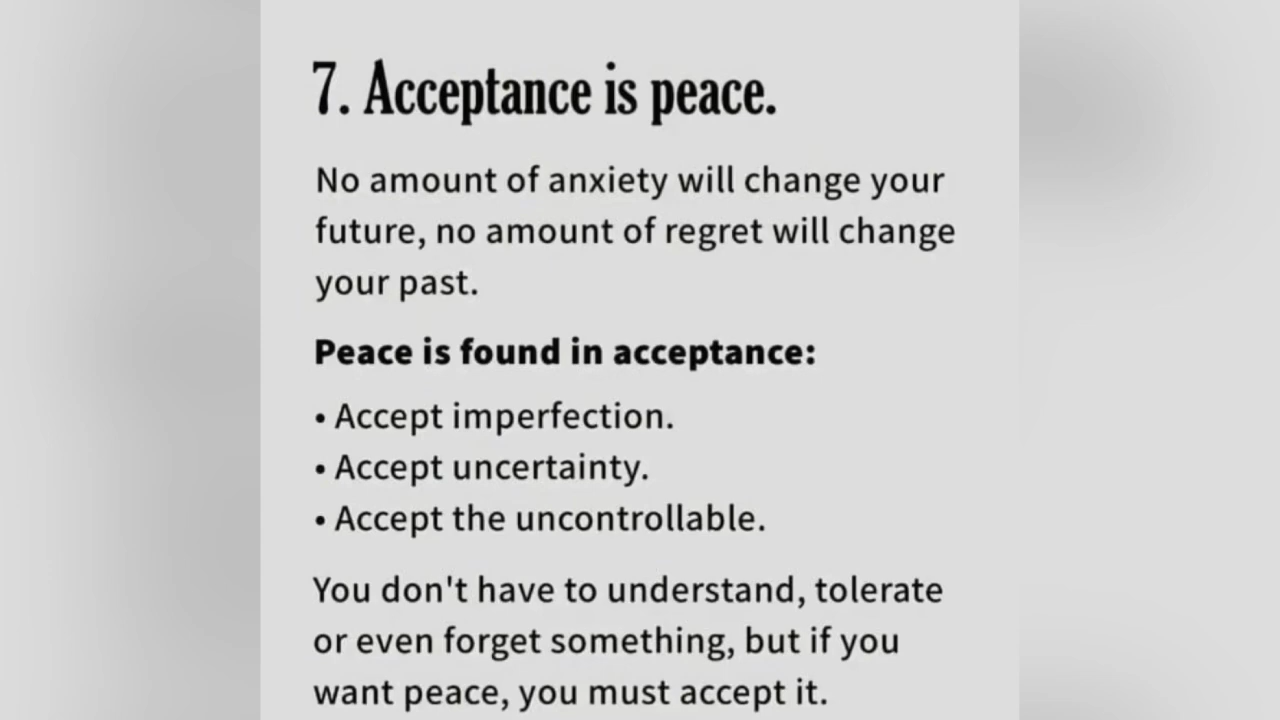 7. Acceptance is peace.
No amount of anxiety will change your
future, no amount of regret will change
your past.
Peace is found in acceptance:
• Accept imperfection.
• Accept uncertainty.
• Accept the uncontrollable.
You don't have to understand, tolerate
or even forget something, but if you
want peace, you must accept it.